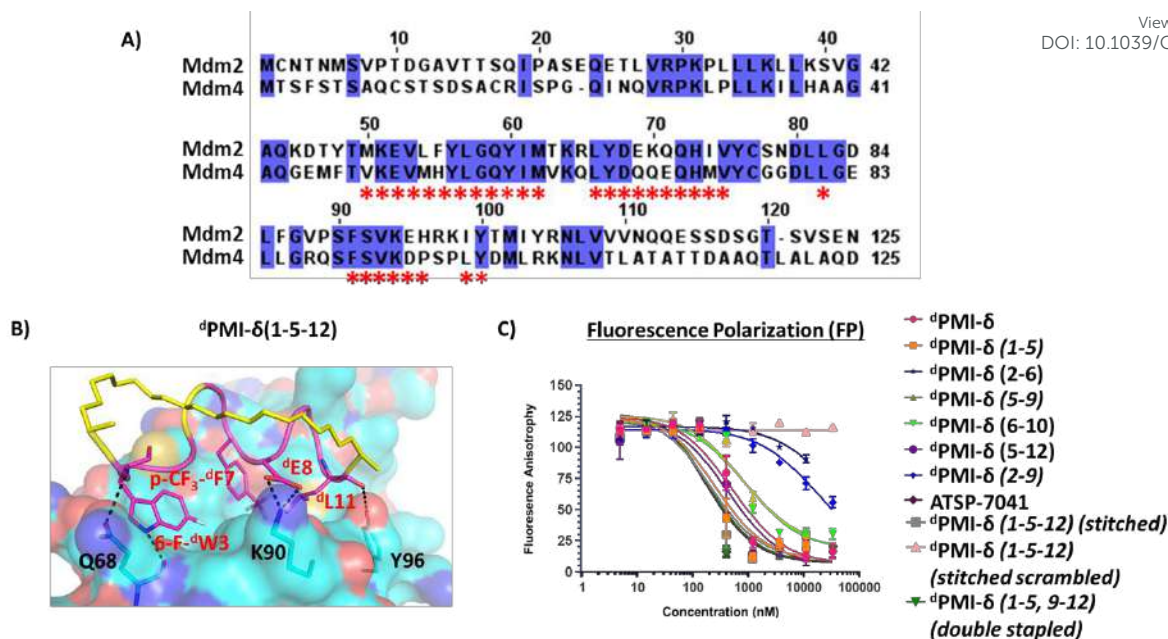 View
DOI: 10.1039/C
A)
10 20 30 40
Mdm2 MCNTNMSVPTDGAVTTSQIPASEQETLVRPKPLLLKLLKSVG 42
Mdm4 MTSFSTSAQCSTSDSACRISPG-QINQVRPKLPLLKILHAAG 41
50 60 70 80
Mdm2 AQKDTYTMKEVLFYLGQYIMTKRLYDEKQQHIVYCSNDLLGD 84
Mdm4 AQGEMFTVKEVMHYLGQYIMVKQLYDQQEQHMVYCGGDLLGE 83
************* ********** *
90 100 110 120
Mdm2 LFGVPSFSVKEHRKIYTMIYRNLVVVNQQESSDSGT-SVSEN 125
Mdm4 LLGRQSFSVKDPSPLYDMLRKNLVTLATATTDAAQTLALAQD 125
****** **
B)
ᵈPMI-δ(1-5-12)
p-CF₃-ᵈF7
ᵈE8
ᵈL11
6-F-ᵈW3
Q68
K90
Y96
C)
Fluorescence Polarization (FP)
Fluorescence Anisotropy
150
125
100
75
50
25
0
1 10 100 1000 10000 100000
Concentration (nM)
ᵈPMI-δ
ᵈPMI-δ (1-5)
ᵈPMI-δ (2-6)
ᵈPMI-δ (5-9)
ᵈPMI-δ (6-10)
ᵈPMI-δ (5-12)
ᵈPMI-δ (2-9)
ATSP-7041
ᵈPMI-δ (1-5-12) (stitched)
ᵈPMI-δ (1-5-12)
(stitched scrambled)
ᵈPMI-δ (1-5, 9-12)
(double stapled)